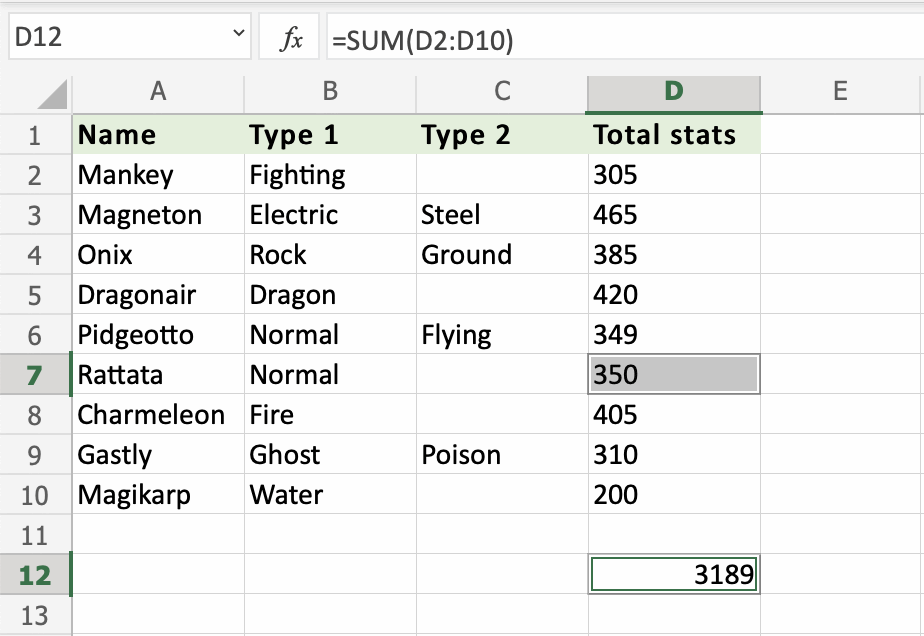 D12 fx =SUM(D2:D10)
A B C D E
1 Name Type 1 Type 2 Total stats
2 Mankey Fighting 305
3 Magneton Electric Steel 465
4 Onix Rock Ground 385
5 Dragonair Dragon 420
6 Pidgeotto Normal Flying 349
7 Rattata Normal 350
8 Charmeleon Fire 405
9 Gastly Ghost Poison 310
10 Magikarp Water 200
11
12 3189
13